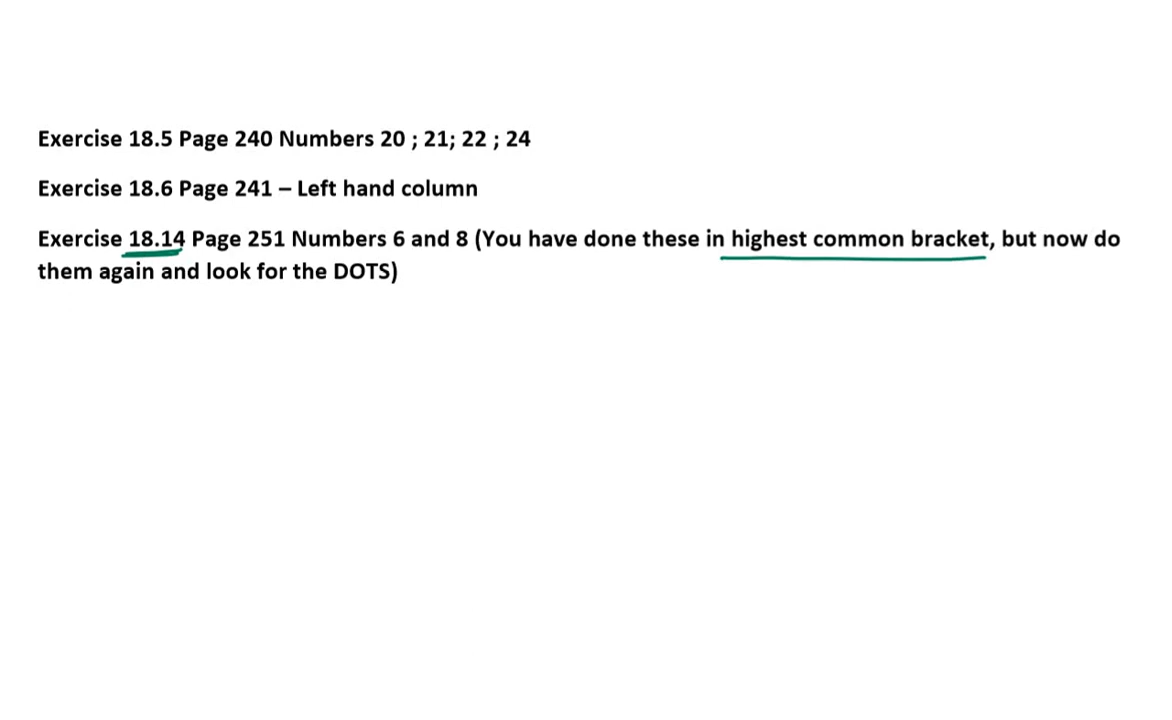 Exercise 18.5 Page 240 Numbers 20 ; 21; 22 ; 24
Exercise 18.6 Page 241 – Left hand column
Exercise 18.14 Page 251 Numbers 6 and 8 (You have done these in highest common bracket, but now do
them again and look for the DOTS)